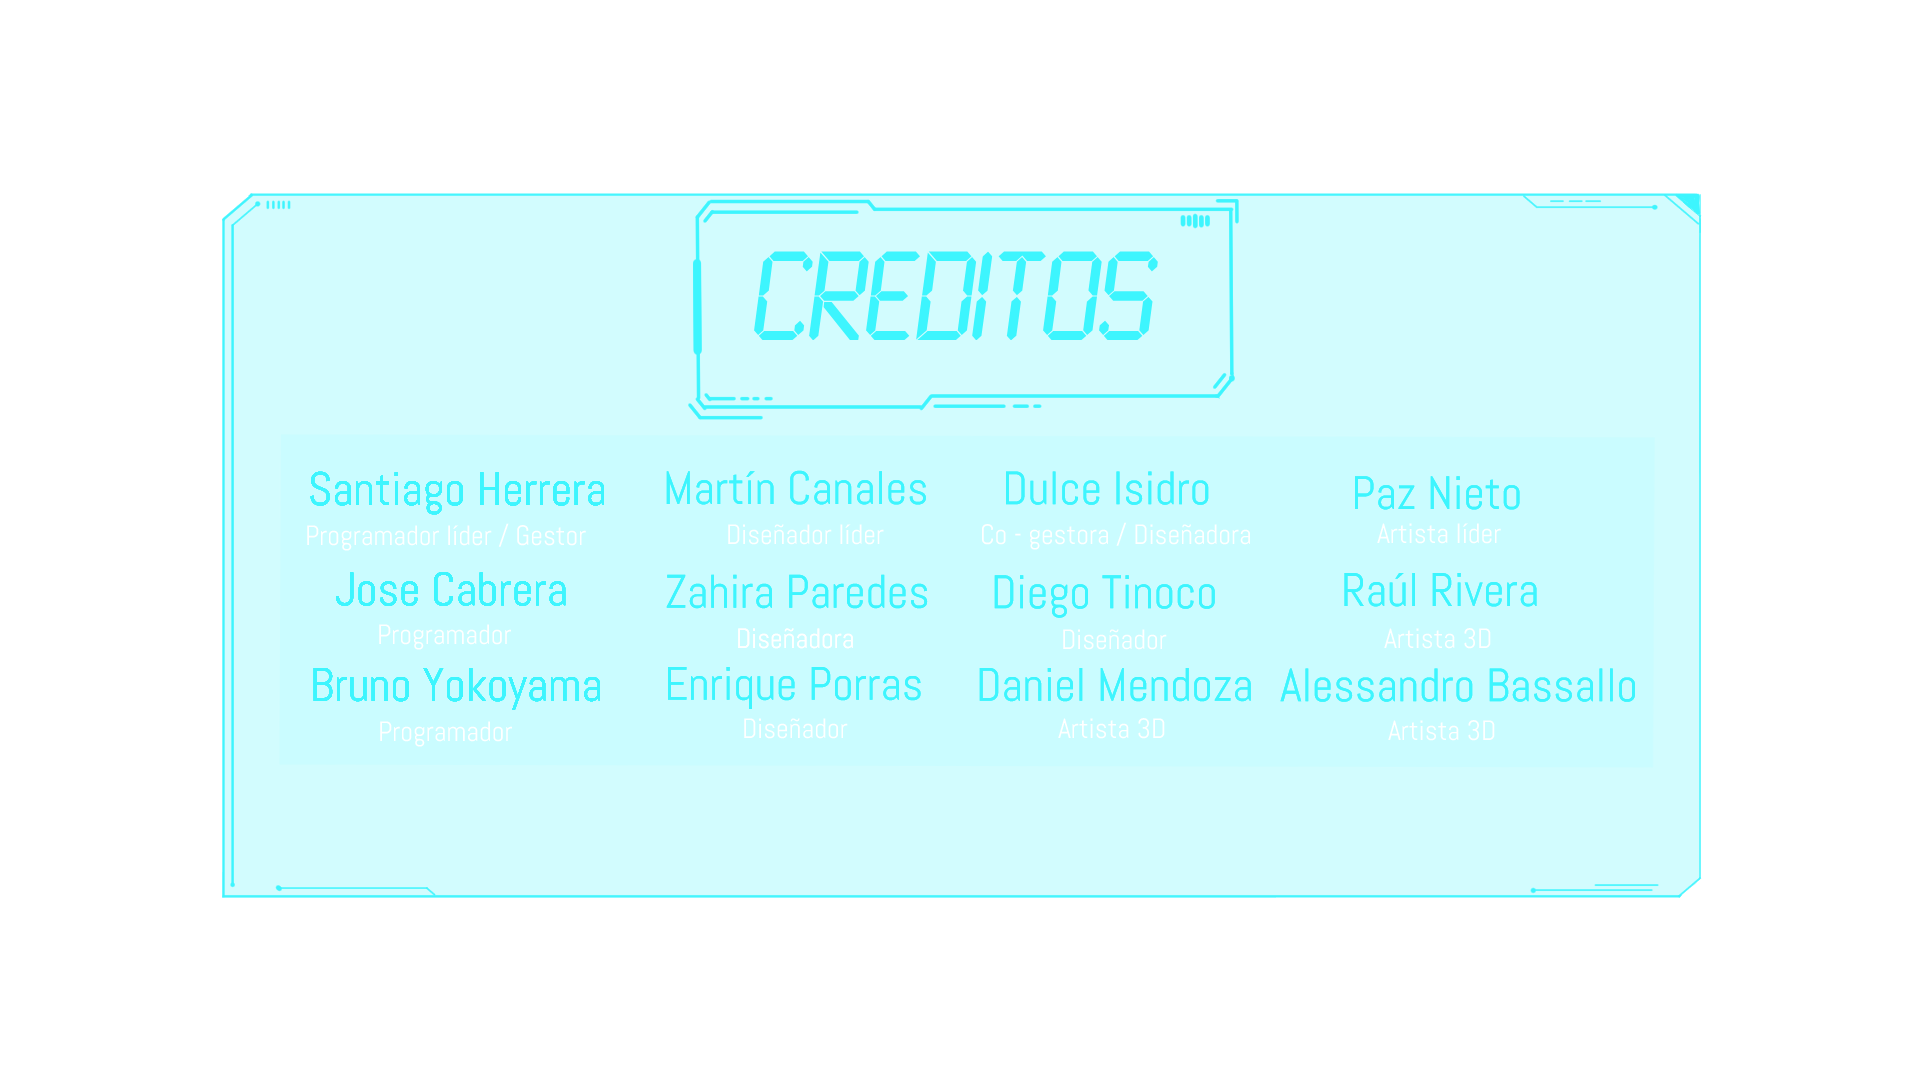 CREDITOS
Santiago Herrera
Programador líder / Gestor
Martín Canales
Diseñador líder
Dulce Isidro
Co - gestora / Diseñadora
Paz Nieto
Artista líder
Jose Cabrera
Programador
Zahira Paredes
Diseñadora
Diego Tinoco
Diseñador
Raúl Rivera
Artista 3D
Bruno Yokoyama
Programador
Enrique Porras
Diseñador
Daniel Mendoza
Artista 3D
Alessandro Bassallo
Artista 3D